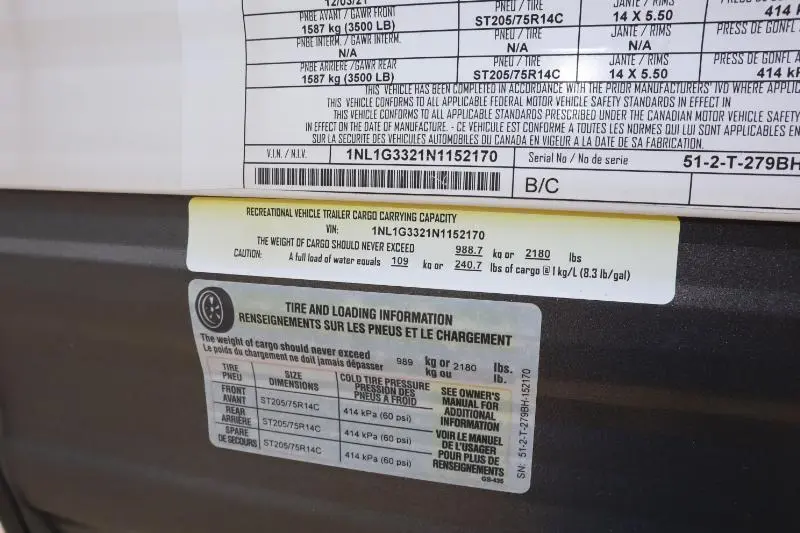 12/03/21
PNBE AVANT / GAWR FRONT
1587 kg (3500 LB)
PNEU / TIRE
ST205/75R14C
JANTE / RIMS
14 X 5.50
414
PNBE INTERM. / GAWR INTERM.
N/A
PNEU / TIRE
N/A
JANTE / RIMS
N/A
PRESS DE GONFL
PNBE ARRIERE / GAWR REAR
1587 kg (3500 LB)
PNEU / TIRE
ST205/75R14C
JANTE / RIMS
14 X 5.50
PRESS DE GONFL
414
THIS VEHICLE HAS BEEN COMPLETED IN ACCORDANCE WITH THE PRIOR MANUFACTURERS' IVD WHERE
THIS VEHICLE CONFORMS TO ALL APPLICABLE FEDERAL MOTOR VEHICLE SAFETY STANDARDS IN EFFECT IN
THIS VEHICLE CONFORMS TO ALL APPLICABLE STANDARDS PRESCRIBED UNDER THE CANADIAN MOTOR VEHICLE SAFETY
IN EFFECT ON THE DATE OF MANUFACTURE. - CE VEHICULE EST CONFORME A TOUTES LES NORMES QUI LUI SONT
SUR LA SECURITE DES VEHICULES AUTOMOBILES DU CANADA EN VIGEUR A LA DATE DE SA FABRICATION.
V.I.N. / N.I.V. 1NL1G3321N1152170 Serial No / No de serie 51-2-T-279BH
B/C
RECREATIONAL VEHICLE TRAILER CARGO CARRYING CAPACITY
VIN: 1NL1G3321N1152170
THE WEIGHT OF CARGO SHOULD NEVER EXCEED 988.7 kg or 2180 lbs
CAUTION: A full load of water equals 109 kg or 240.7 lbs of cargo @ 1 kg/L (8.3 lb/gal)
TIRE AND LOADING INFORMATION
RENSEIGNEMENTS SUR LES PNEUS ET LE CHARGEMENT
The weight of cargo should never exceed 989 kg or 2180 lbs.
Le poids du chargement ne doit jamais dépasser kg ou lb.
TIRE
PNEU
SIZE
DIMENSIONS
COLD TIRE PRESSURE
PRESSION DES
PNEUS A FROID
FRONT
AVANT
ST205/75R14C
414 kPa (60 psi)
REAR
ARRIÈRE
ST205/75R14C
414 kPa (60 psi)
SPARE
DE SECOURS
ST205/75R14C
414 kPa (60 psi)
SEE OWNER'S
MANUAL FOR
ADDITIONAL
INFORMATION
VOIR LE MANUEL
DE L'USAGER
POUR PLUS DE
RENSEIGNEMENTS
GS-435
SN: 51-2-T-279BH-152170